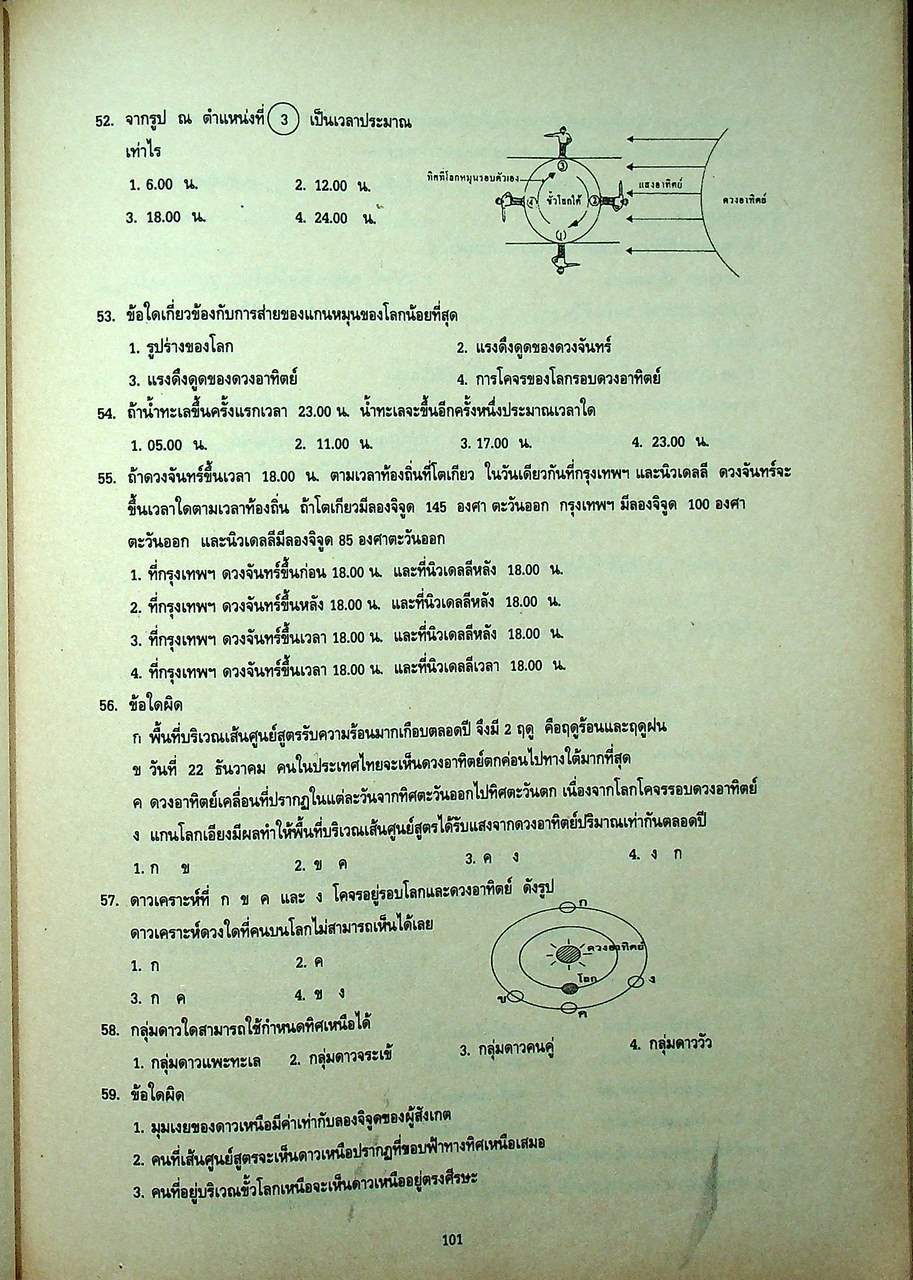 52. จากรูป ณ ตำแหน่งที่ 3 เป็นเวลาประมาณ
เท่าไร
1. 6.00 น. 2. 12.00 น.
3. 18.00 น. 4. 24.00 น.
ทิศที่โลกหมุนรอบตัวเอง
3
4
ขั้วโลกใต้
2
1
แสงอาทิตย์
ดวงอาทิตย์
53. ข้อใดเกี่ยวข้องกับการส่ายของแกนหมุนของโลกน้อยที่สุด
1. รูปร่างของโลก 2. แรงดึงดูดของดวงจันทร์
3. แรงดึงดูดของดวงอาทิตย์ 4. การโคจรของโลกรอบดวงอาทิตย์
54. ถ้าน้ำทะเลขึ้นครั้งแรกเวลา 23.00 น. น้ำทะเลจะขึ้นอีกครั้งหนึ่งประมาณเวลาใด
1. 05.00 น. 2. 11.00 น. 3. 17.00 น. 4. 23.00 น.
55. ถ้าดวงจันทร์ขึ้นเวลา 18.00 น. ตามเวลาท้องถิ่นที่โตเกียว ในวันเดียวกันที่กรุงเทพฯ และนิวเดลลี ดวงจันทร์จะ
ขึ้นเวลาใดตามเวลาท้องถิ่น ถ้าโตเกียวมีลองจิจูด 145 องศา ตะวันออก กรุงเทพฯ มีลองจิจูด 100 องศา
ตะวันออก และนิวเดลลีมีลองจิจูด 85 องศาตะวันออก
1. ที่กรุงเทพฯ ดวงจันทร์ขึ้นก่อน 18.00 น. และที่นิวเดลลีหลัง 18.00 น.
2. ที่กรุงเทพฯ ดวงจันทร์ขึ้นหลัง 18.00 น. และที่นิวเดลลีหลัง 18.00 น.
3. ที่กรุงเทพฯ ดวงจันทร์ขึ้นเวลา 18.00 น. และที่นิวเดลลีหลัง 18.00 น.
4. ที่กรุงเทพฯ ดวงจันทร์ขึ้นเวลา 18.00 น. และที่นิวเดลลีเวลา 18.00 น.
56. ข้อใดผิด
ก พื้นที่บริเวณเส้นศูนย์สูตรรับความร้อนมากเกือบตลอดปี จึงมี 2 ฤดู คือฤดูร้อนและฤดูฝน
ข วันที่ 22 ธันวาคม คนในประเทศไทยจะเห็นดวงอาทิตย์ตกค่อนไปทางใต้มากที่สุด
ค ดวงอาทิตย์เคลื่อนที่ปรากฏในแต่ละวันจากทิศตะวันออกไปทิศตะวันตก เนื่องจากโลกโคจรรอบดวงอาทิตย์
ง แกนโลกเอียงมีผลทำให้พื้นที่บริเวณเส้นศูนย์สูตรได้รับแสงจากดวงอาทิตย์ปริมาณเท่ากันตลอดปี
1. ก ข 2. ข ค 3. ค ง 4. ง ก
57. ดาวเคราะห์ที่ ก ข ค และ ง โคจรอยู่รอบโลกและดวงอาทิตย์ ดังรูป
ดาวเคราะห์ดวงใดที่คนบนโลกไม่สามารถเห็นได้เลย
1. ก 2. ค
3. ก ค 4. ข ง
ก
ดวงอาทิตย์
โลก
ง
ข
ค
58. กลุ่มดาวใดสามารถใช้กำหนดทิศเหนือได้
1. กลุ่มดาวแพะทะเล 2. กลุ่มดาวจระเข้ 3. กลุ่มดาวคนคู่ 4. กลุ่มดาววัว
59. ข้อใดผิด
1. มุมเงยของดาวเหนือมีค่าเท่ากับลองจิจูดของผู้สังเกต
2. คนที่เส้นศูนย์สูตรจะเห็นดาวเหนือปรากฏที่ขอบฟ้าทางทิศเหนือเสมอ
3. คนที่อยู่บริเวณขั้วโลกเหนือจะเห็นดาวเหนืออยู่ตรงศีรษะ
101